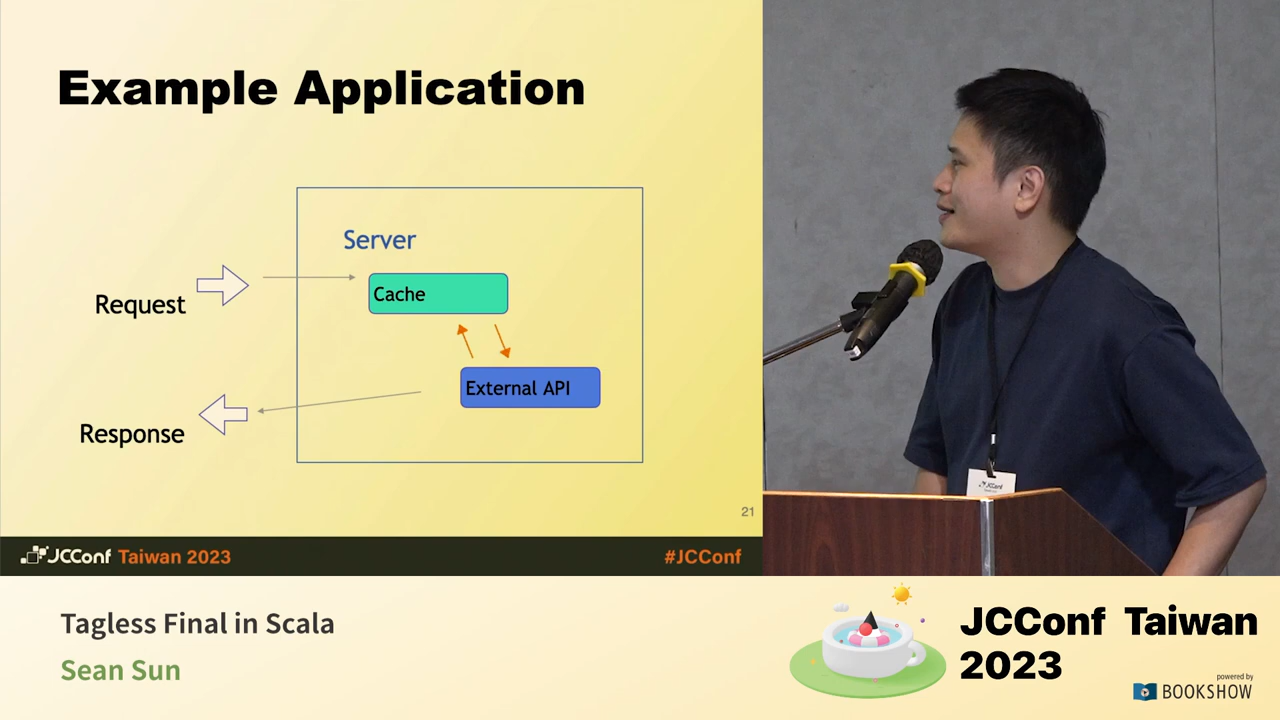 Example Application
Server
Cache
Request
External API
Response
21
JCConf Taiwan 2023
#JCConf
JCConf
Tagless Final in Scala
Sean Sun
JCConf Taiwan
2023
powered by
BOOKSHOW